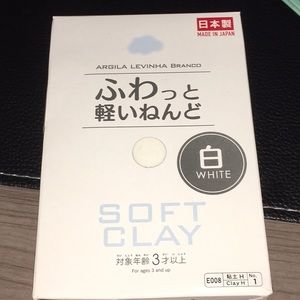 日本製
MADE IN JAPAN
ARGILA LEVINHA BRANCO
ふわっと
軽いねんど
白
WHITE
SOFT
CLAY
対象年齢3才以上
For ages 3 and up
E008
粘土H
Clay H
No.
1